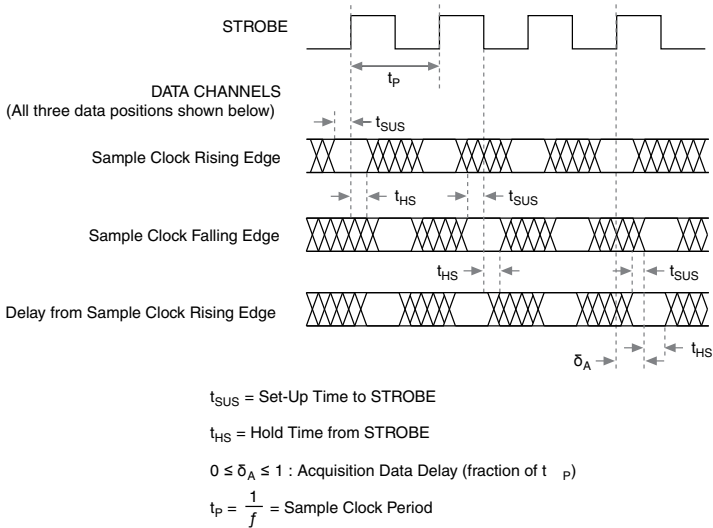 STROBE
tP
DATA CHANNELS
(All three data positions shown below)
tSUS
Sample Clock Rising Edge
tHS
tSUS
Sample Clock Falling Edge
tHS
tSUS
Delay from Sample Clock Rising Edge
δA
tHS
tSUS = Set-Up Time to STROBE
tHS = Hold Time from STROBE
0 ≤ δA ≤ 1 : Acquisition Data Delay (fraction of t P)
tP = 1/f = Sample Clock Period